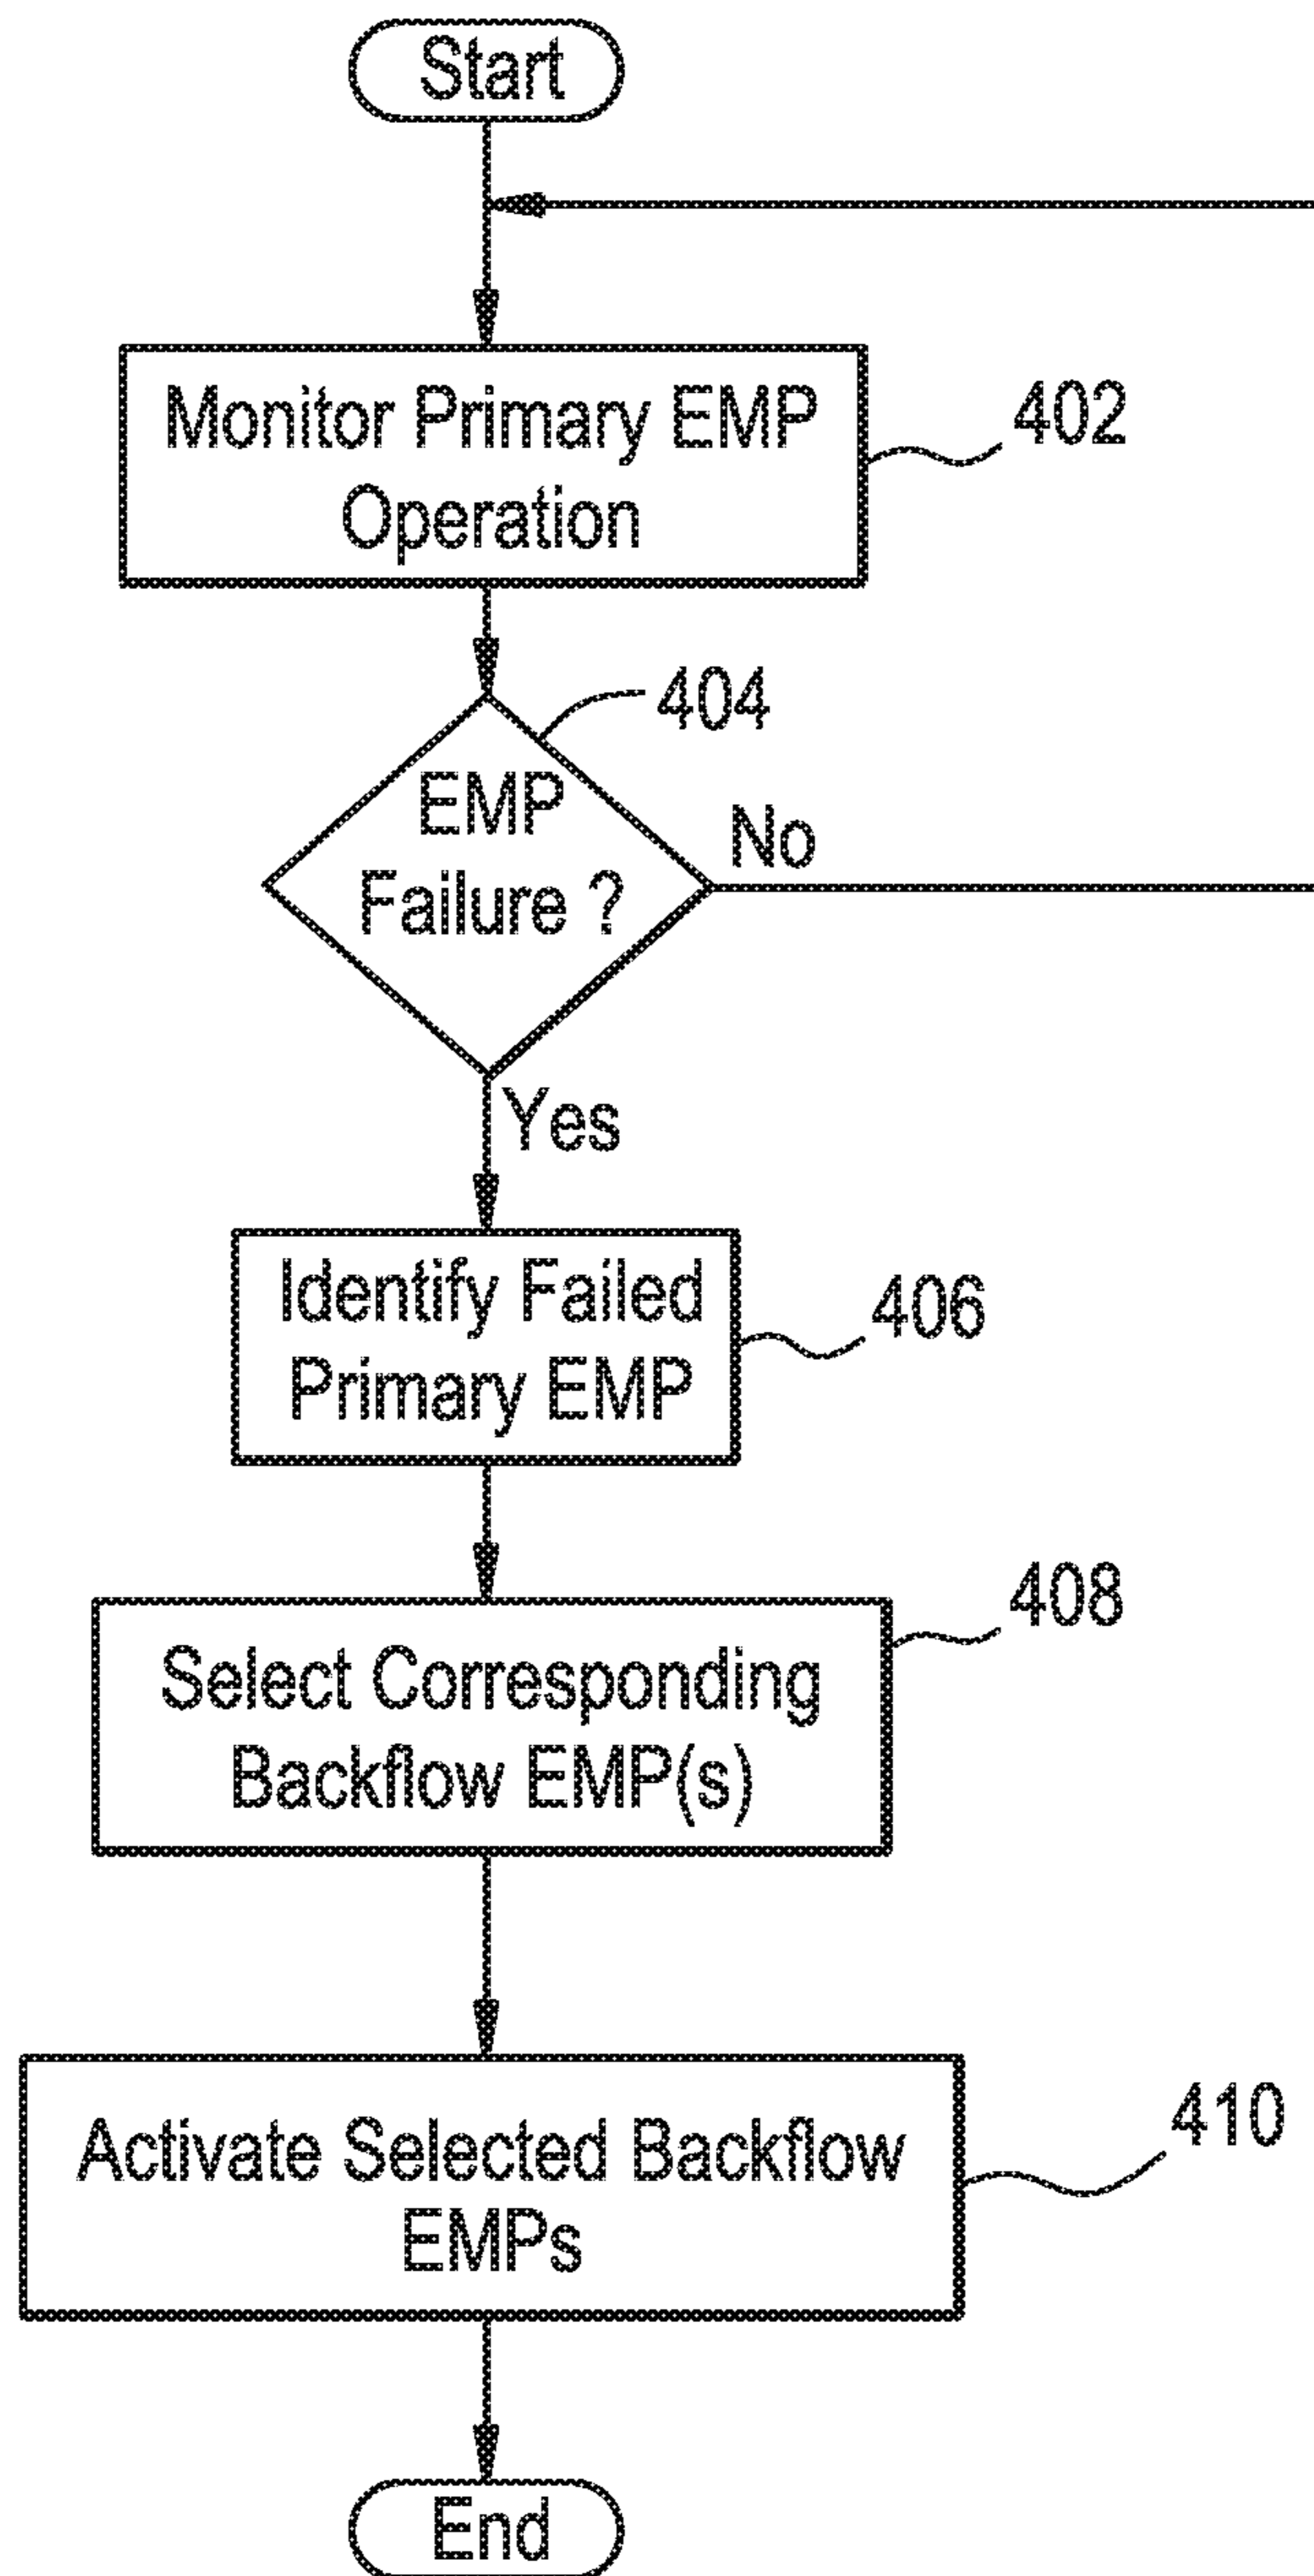 Start
Monitor Primary EMP
Operation
402
404
EMP
Failure ?
No
Yes
Identify Failed
Primary EMP
406
408
Select Corresponding
Backflow EMP(s)
410
Activate Selected Backflow
EMPs
End